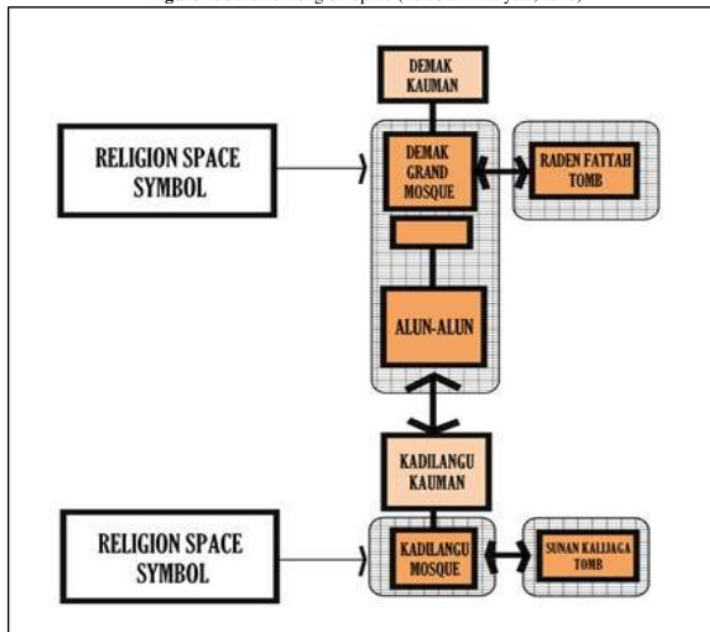 DEMAK
KAUMAN
RELIGION SPACE
SYMBOL
DEMAK
GRAND
MOSQUE
RADEN FATTAH
TOMB
ALUN-ALUN
KADILANGU
KAUMAN
RELIGION SPACE
SYMBOL
KADILANGU
MOSQUE
SUNAN KALIJAGA
TOMB